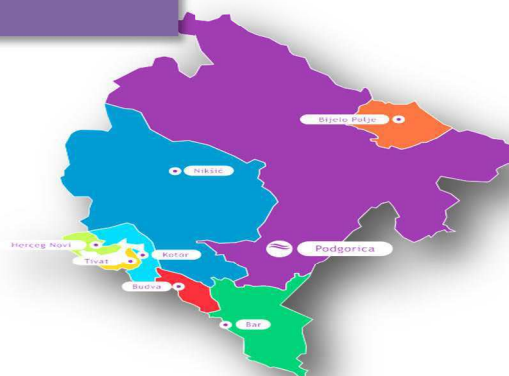 Bijelo Polje
Nikšić
Herceg Novi
Kotor
Podgorica
Tivat
Budva
Bar